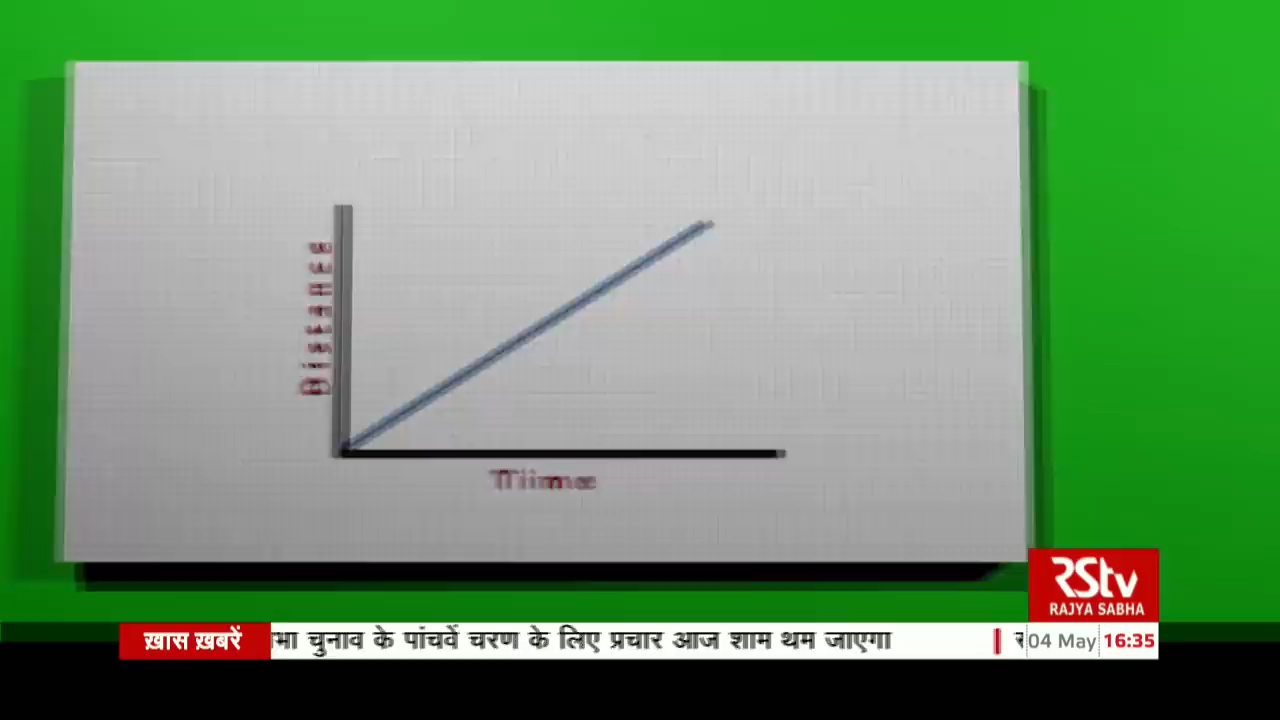 Distance
Time
RStv
RAJYA SABHA
ख़ास ख़बरें
चुनाव के पांचवें चरण के लिए प्रचार आज शाम थम जाएगा
04 May
16:35